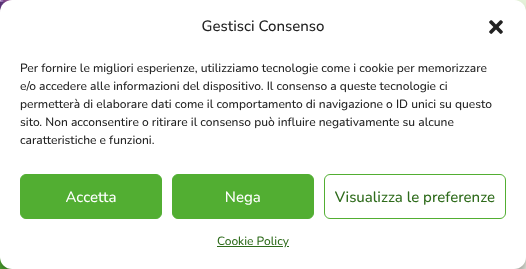 Gestisci Consenso
Per fornire le migliori esperienze, utilizziamo tecnologie come i cookie per memorizzare
e/o accedere alle informazioni del dispositivo. Il consenso a queste tecnologie ci
permetterà di elaborare dati come il comportamento di navigazione o ID unici su questo
sito. Non acconsentire o ritirare il consenso può influire negativamente su alcune
caratteristiche e funzioni.
Accetta
Nega
Visualizza le preferenze
Cookie Policy